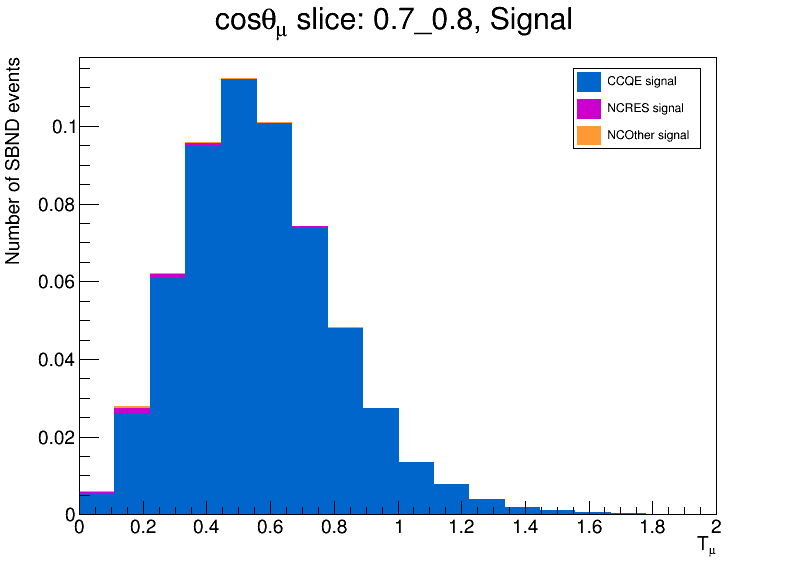 cosθμ slice: 0.7_0.8, Signal
Number of SBND events
CCQE signal
NCRES signal
NCOther signal
0.1
0.08
0.06
0.04
0.02
0
0 0.2 0.4 0.6 0.8 1 1.2 1.4 1.6 1.8 2
Tμ